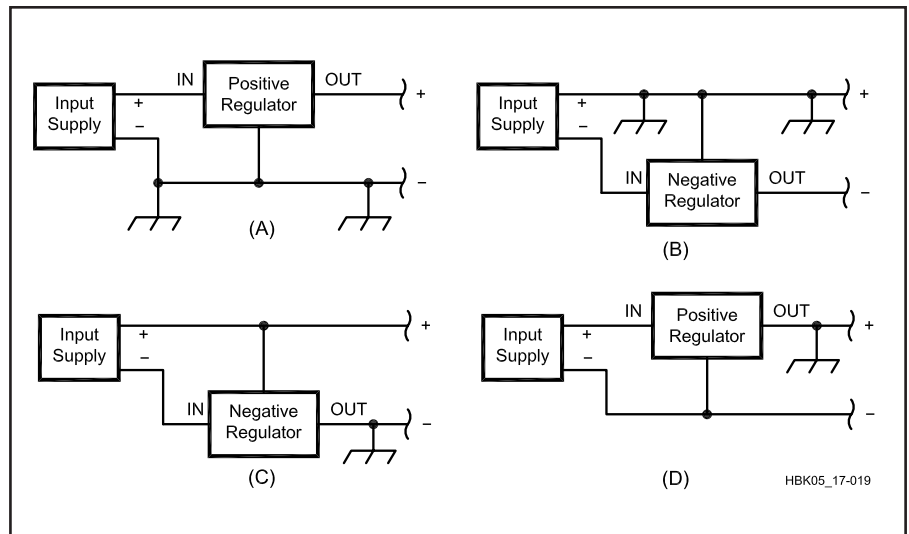 IN
Positive
Regulator
OUT
Input
Supply
+
−
+
−
(A)
Input
Supply
+
−
+
IN
Negative
Regulator
OUT
−
(B)
Input
Supply
+
−
+
IN
Negative
Regulator
OUT
−
(C)
IN
Positive
Regulator
OUT
Input
Supply
+
−
+
−
(D)
HBK05_17-019